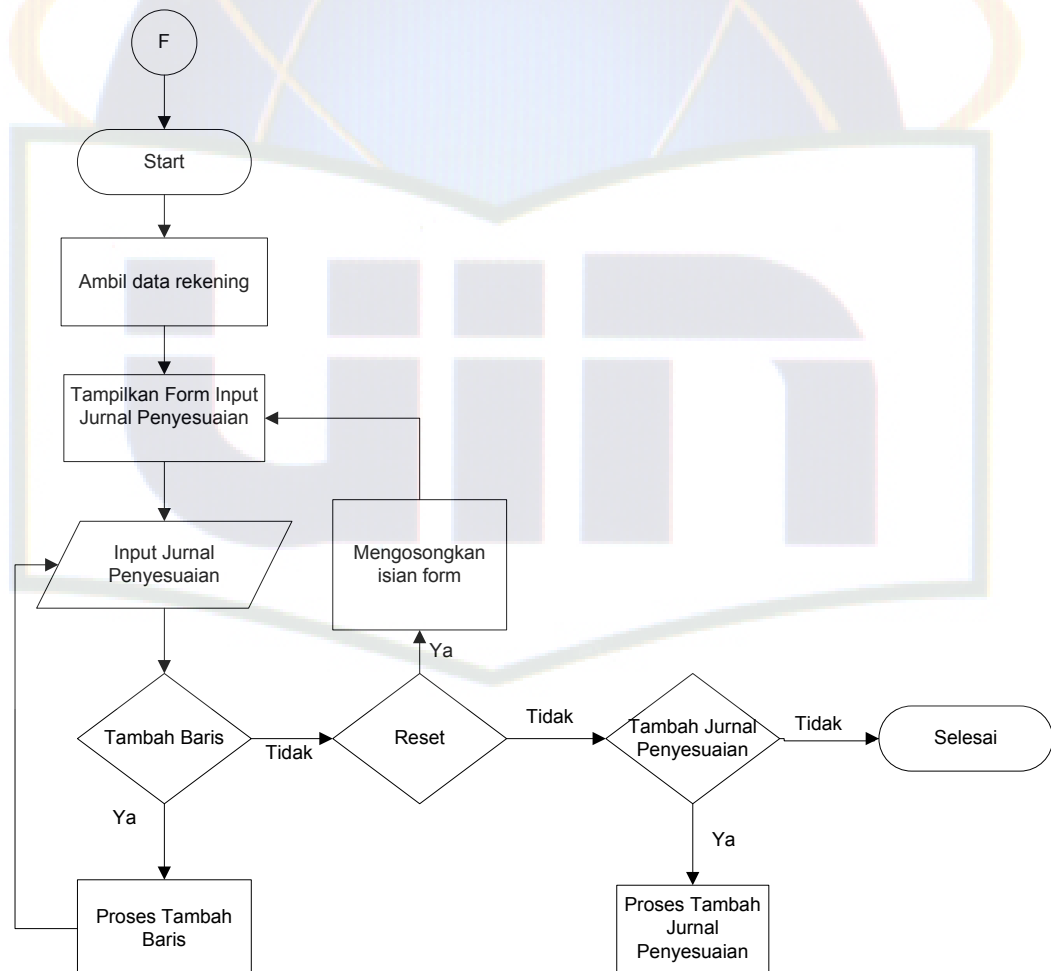 F
Start
Ambil data rekening
Tampilkan Form Input
Jurnal Penyesuaian
Input Jurnal
Penyesuaian
Mengosongkan
isian form
Ya
Tambah Baris
Tidak
Reset
Tidak
Tambah Jurnal
Penyesuaian
Tidak
Selesai
Ya
Ya
Proses Tambah
Baris
Proses Tambah
Jurnal
Penyesuaian
uin